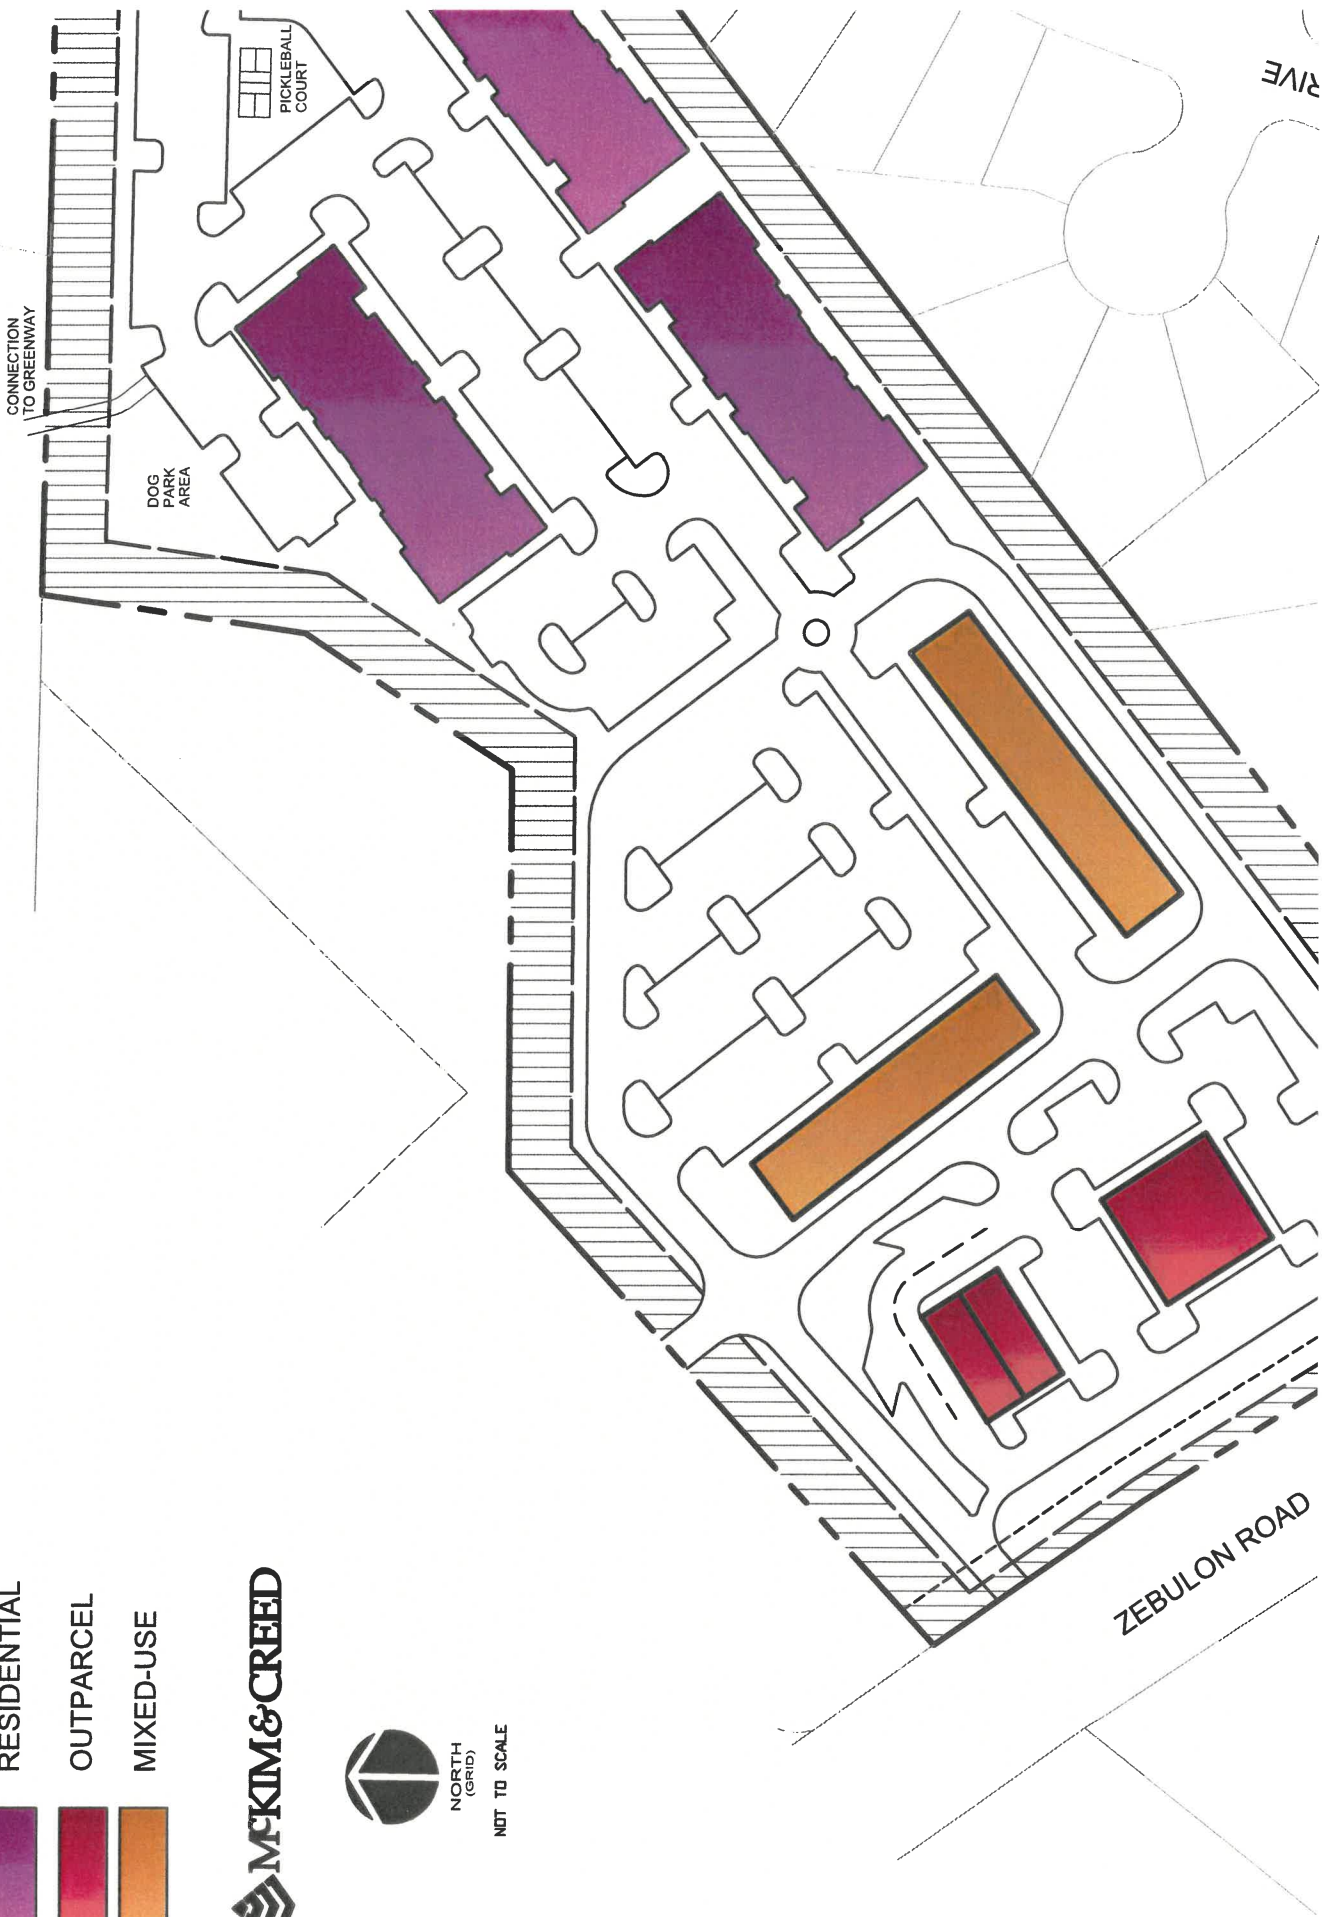 PICKLEBALL
COURT
RIVE
CONNECTION
TO GREENWAY
DOG
PARK
AREA
ZEBULON ROAD
RESIDENTIAL
OUTPARCEL
MIXED-USE
McKIM&CREED
NORTH
(GRID)
NOT TO SCALE